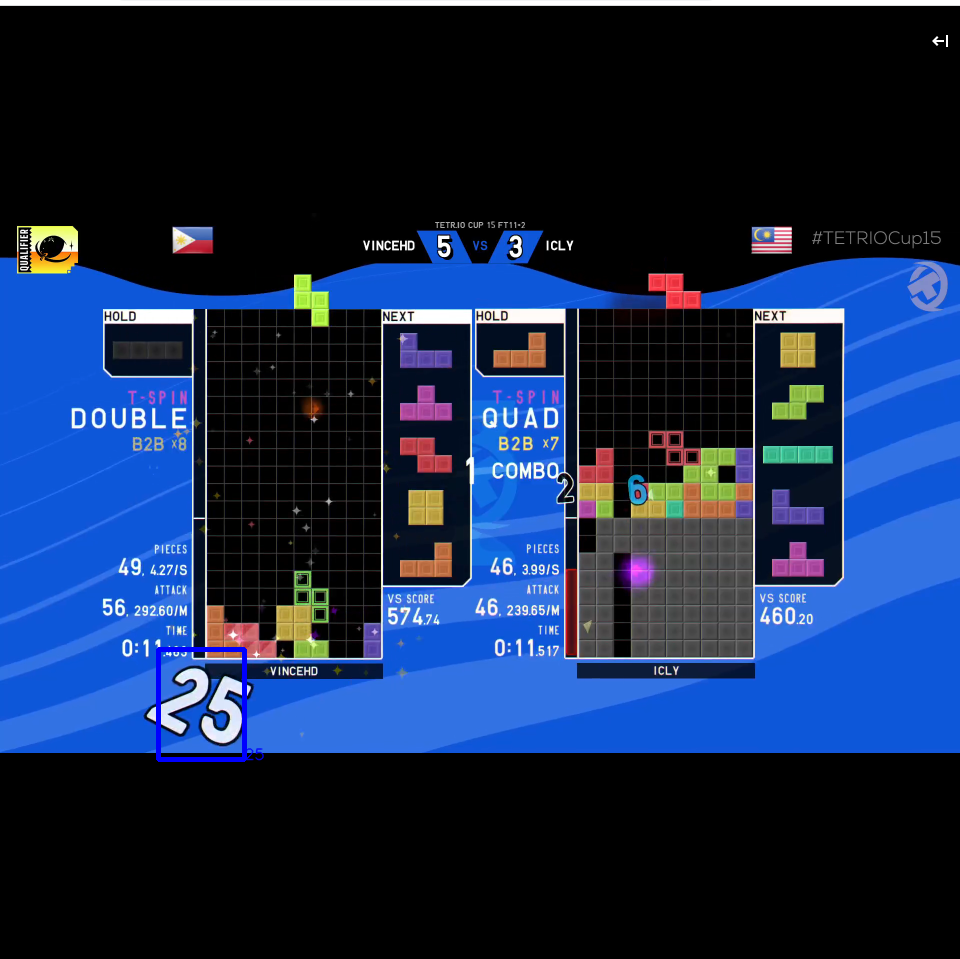 TETR.IO CUP 15 FT11-2
QUALIFIER
VINCEHD 5 VS 3 ICLY
#TETRIOCup15
HOLD
NEXT
HOLD
NEXT
T-SPIN
DOUBLE
B2B x8
T-SPIN
QUAD
B2B x7
1 COMBO
2
6
PIECES
49, 4.27/S
ATTACK
56, 292.60/M
TIME
0:11
VS SCORE
574.74
PIECES
46, 3.99/S
ATTACK
46, 239.65/M
TIME
0:11.517
VS SCORE
460.20
VINCEHD
ICLY
25
25